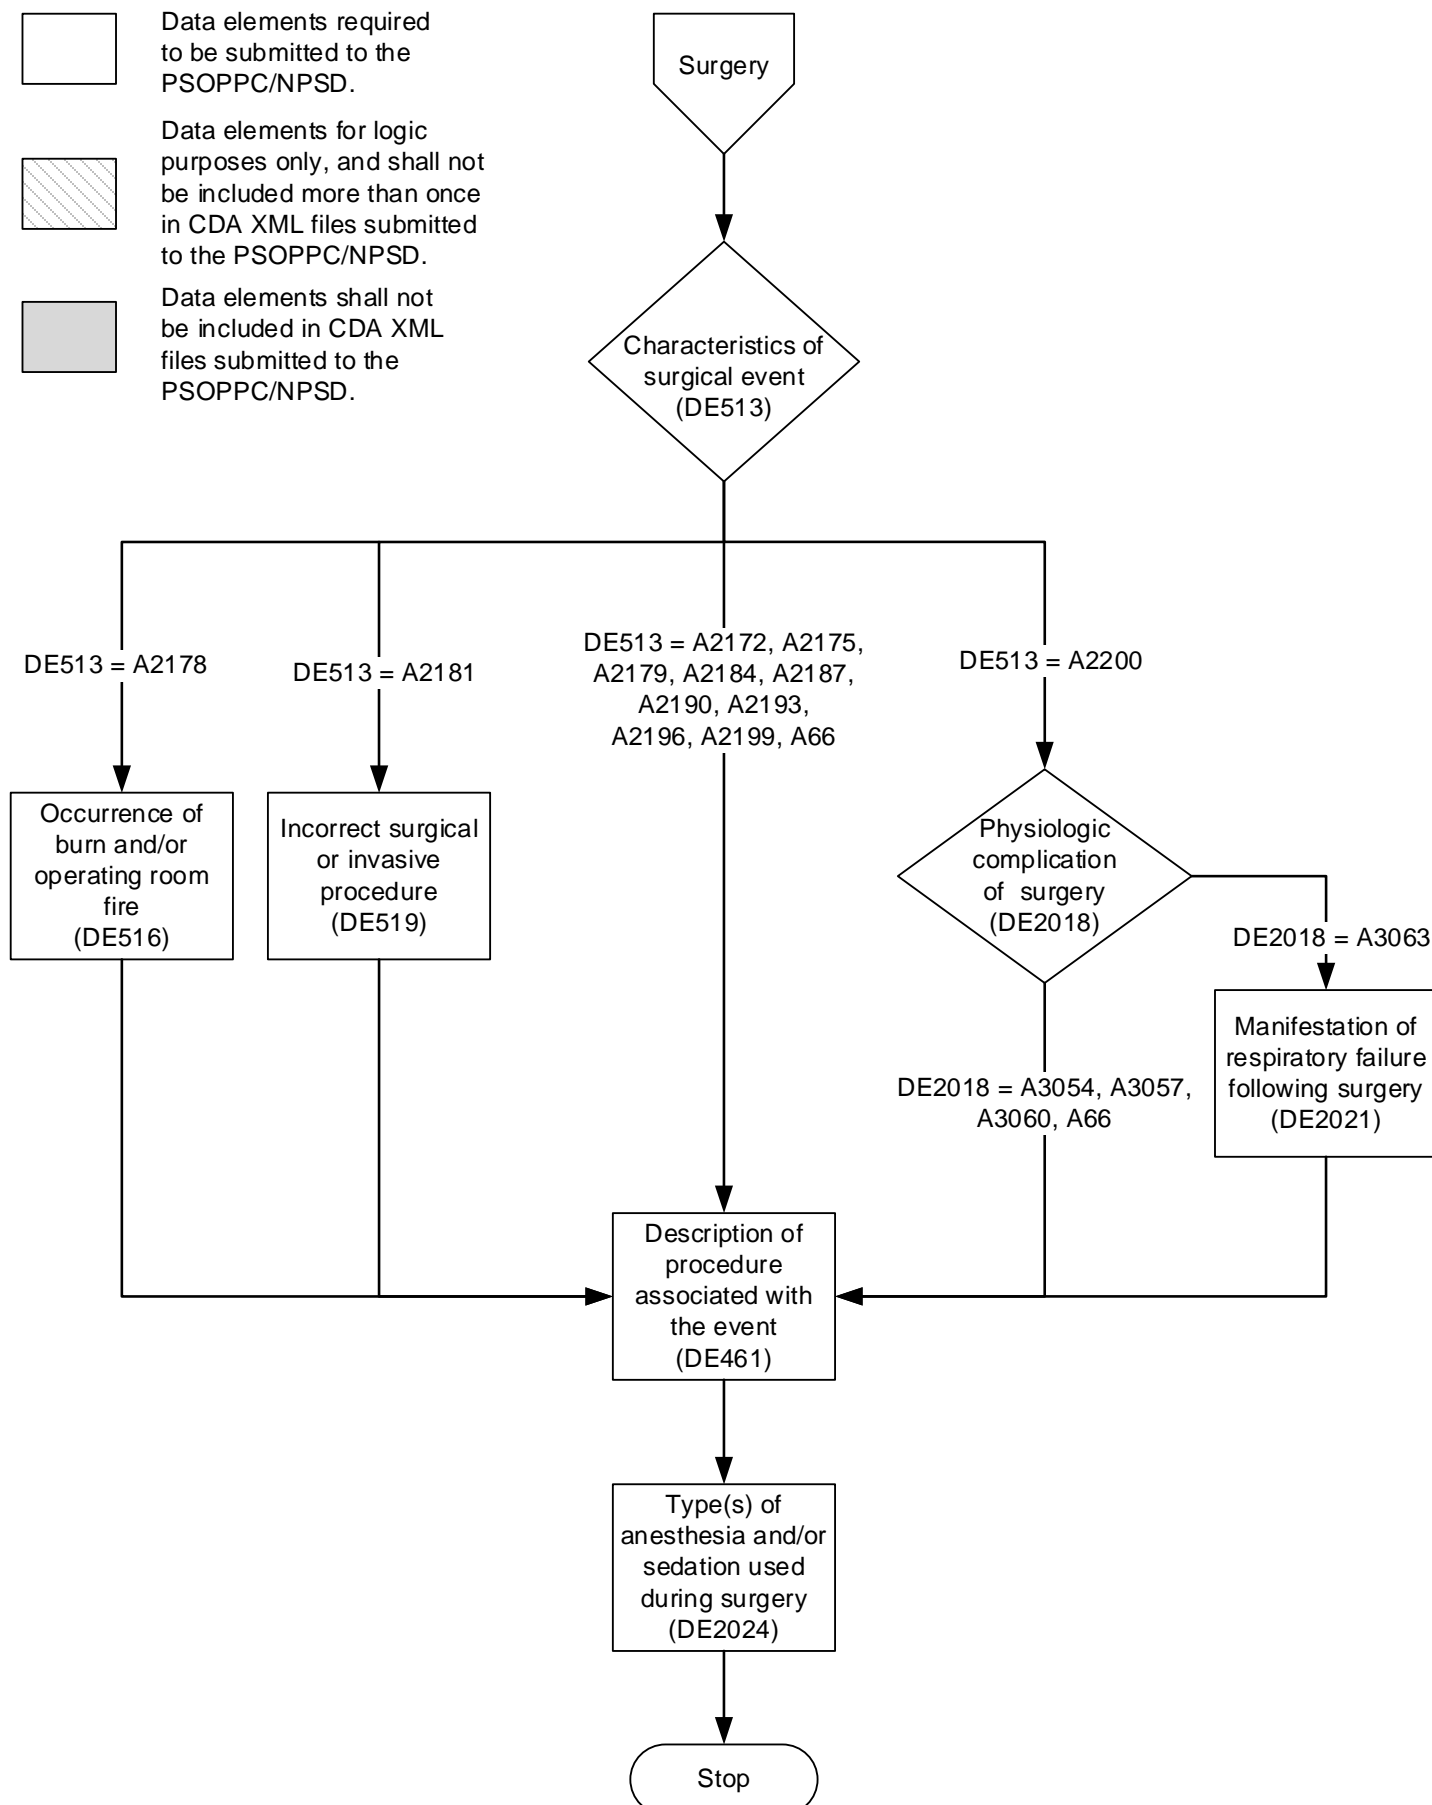 Data elements required
to be submitted to the
PSOPPC/NPSD.
Data elements for logic
purposes only, and shall not
be included more than once
in CDA XML files submitted
to the PSOPPC/NPSD.
Data elements shall not
be included in CDA XML
files submitted to the
PSOPPC/NPSD.
Surgery
Characteristics of
surgical event
(DE513)
DE513 = A2178
DE513 = A2181
DE513 = A2172, A2175,
A2179, A2184, A2187,
A2190, A2193,
A2196, A2199, A66
DE513 = A2200
Occurrence of
burn and/or
operating room
fire
(DE516)
Incorrect surgical
or invasive
procedure
(DE519)
Physiologic
complication
of surgery
(DE2018)
DE2018 = A3063
Manifestation of
respiratory failure
following surgery
(DE2021)
DE2018 = A3054, A3057,
A3060, A66
Description of
procedure
associated with
the event
(DE461)
Type(s) of
anesthesia and/or
sedation used
during surgery
(DE2024)
Stop